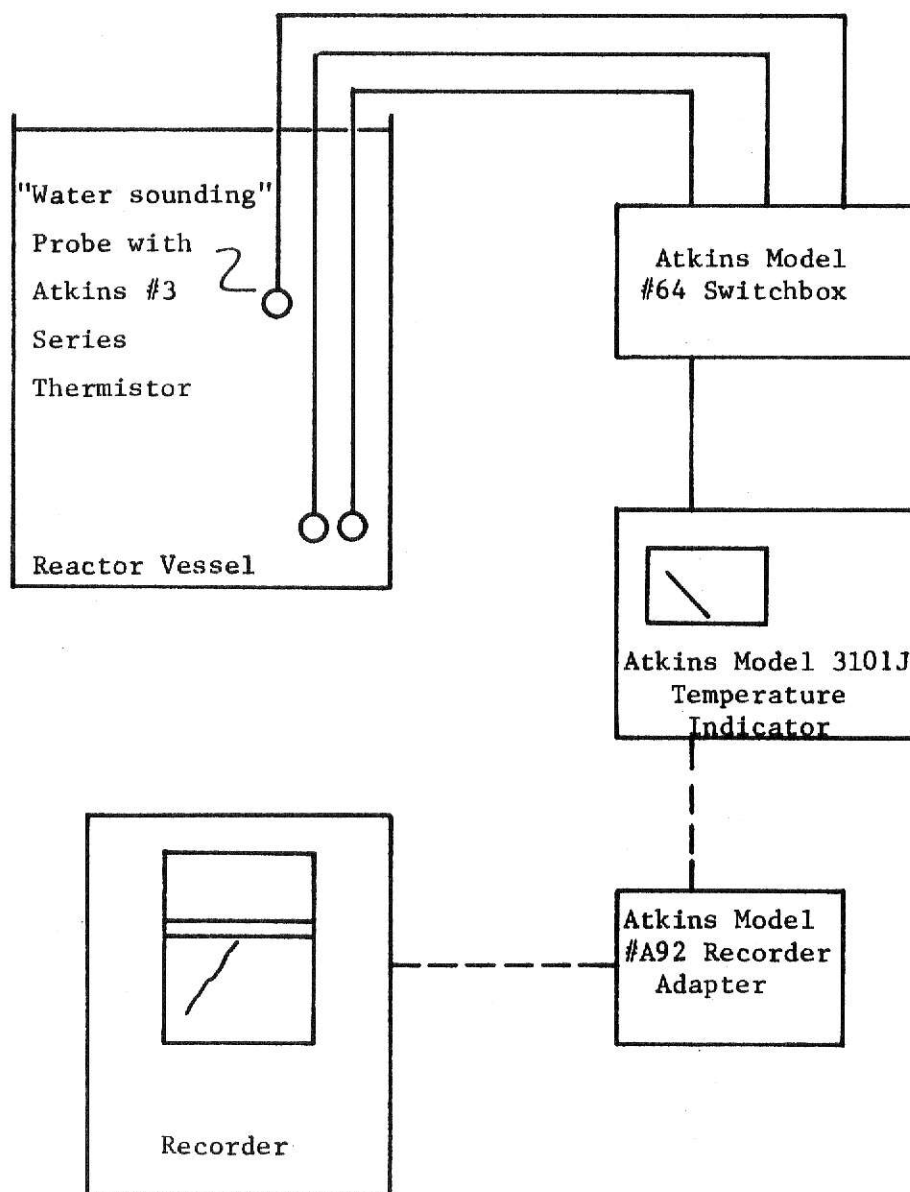 "Water sounding"
Probe with
Atkins #3
Series
Thermistor
Reactor Vessel
Atkins Model
#64 Switchbox
Atkins Model 3101J
Temperature
Indicator
Atkins Model
#A92 Recorder
Adapter
Recorder